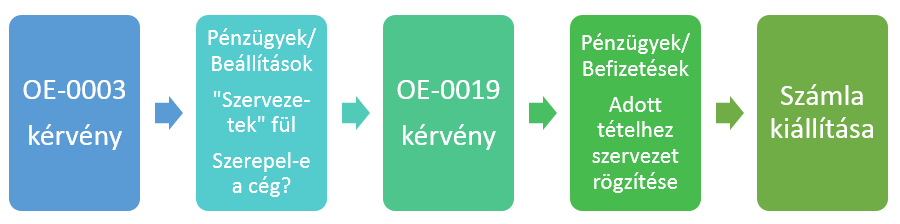 OE-0003
kérvény
Pénzügyek/
Beállítások
"Szerveze-
tek" fül
Szerepel-e
a cég?
OE-0019
kérvény
Pénzügyek/
Befizetések
Adott
tételhez
szervezet
rögzítése
Számla
kiállítása